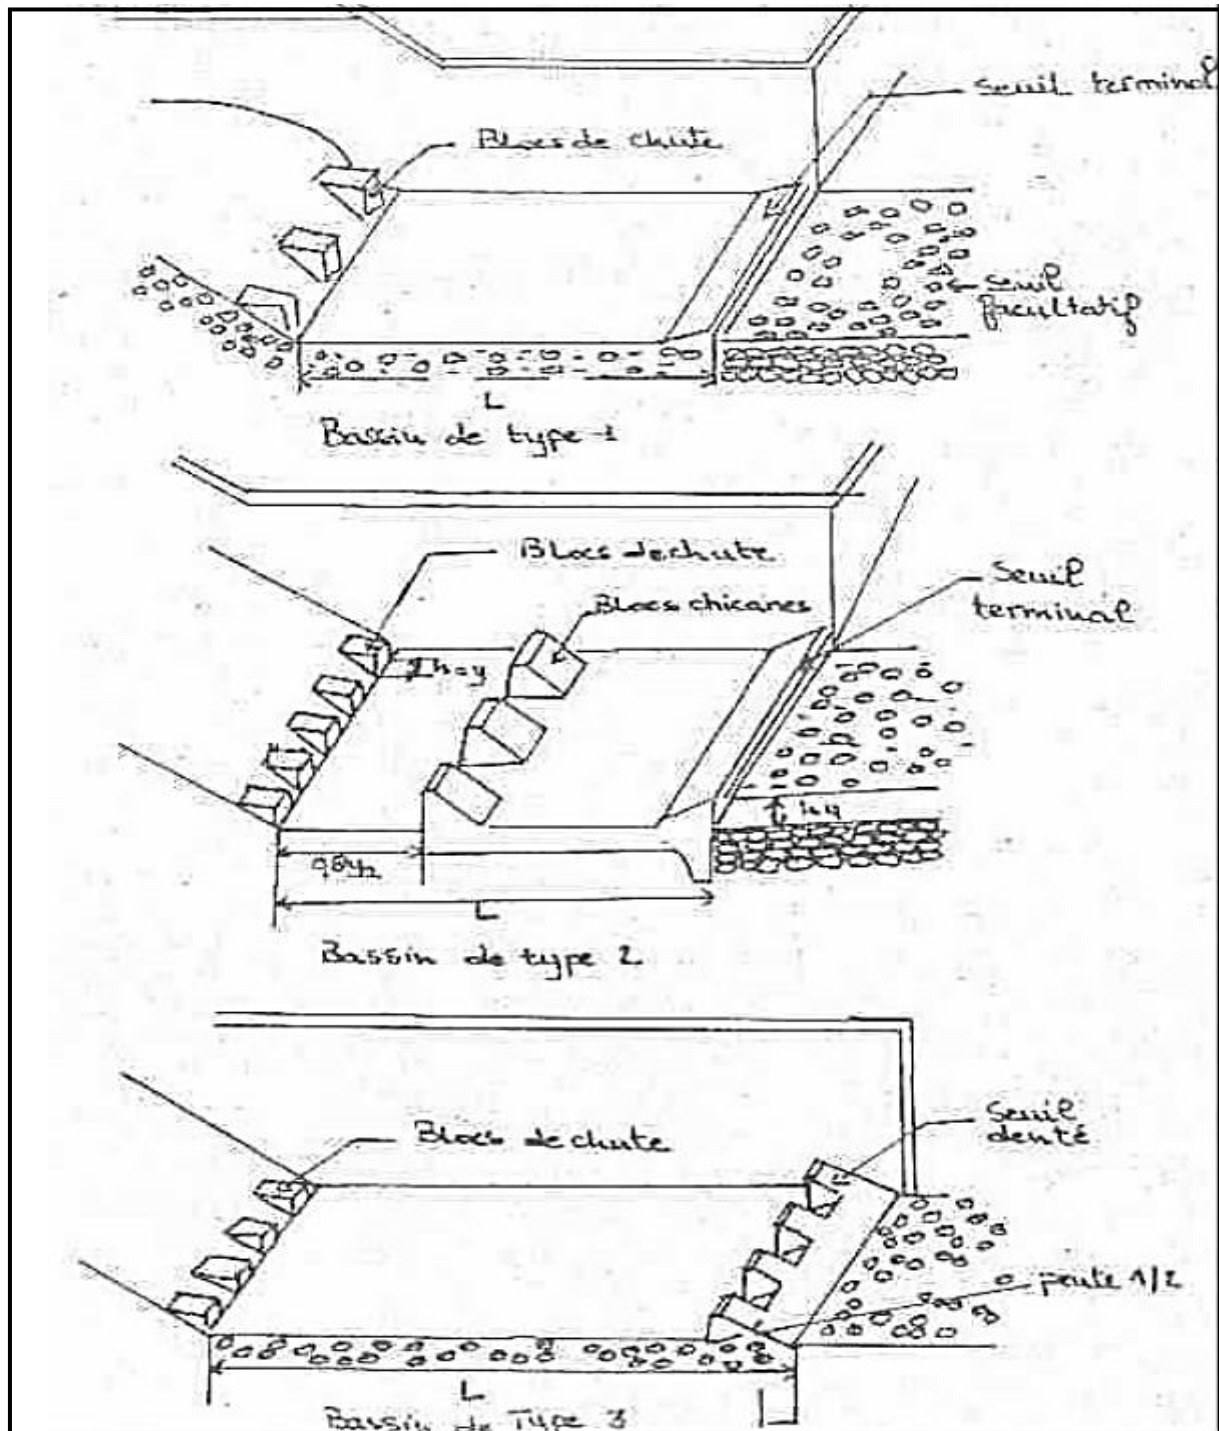 Seuil terminal
Blocs de chute
Seuil
facultatif
L
Bassin de type 1
Blocs de chute
Seuil
terminal
Blocs chicanes
h=y
L
Bassin de type 2
Seuil
denté
Blocs de chute
pente 1/2
L
Bassin de Type 3